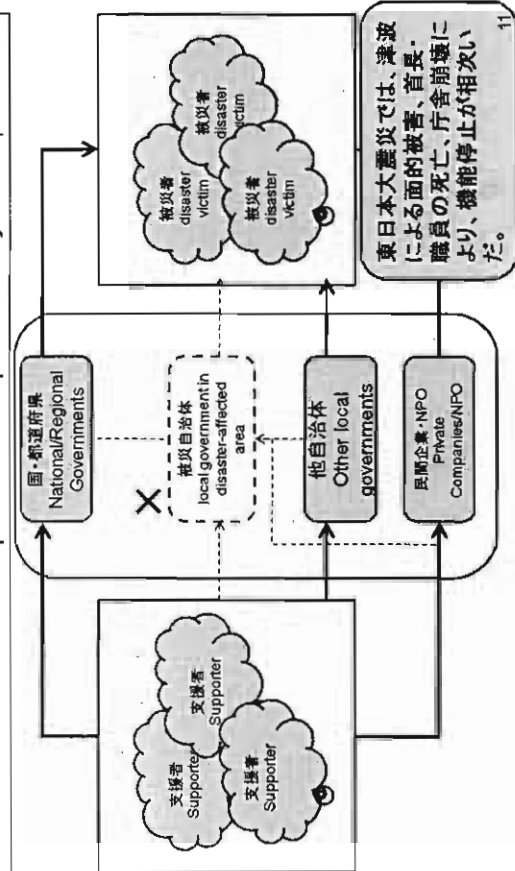 国・都道府県
National/Regional
Governments
×
被災自治体
local government in
disaster-affected
area
他自治体
Other local
governments
民間企業・NPO
Private
Companies/NPO
支援者
Supporter
支援者
Supporter
支援者
Supporter
被災者
disaster
victim
被災者
disaster
victim
被災者
disaster
victim
東日本大震災では、津波
による面的被害、首長・
職員の死亡、庁舎崩壊に
より、機能停止が相次い
だ。
11